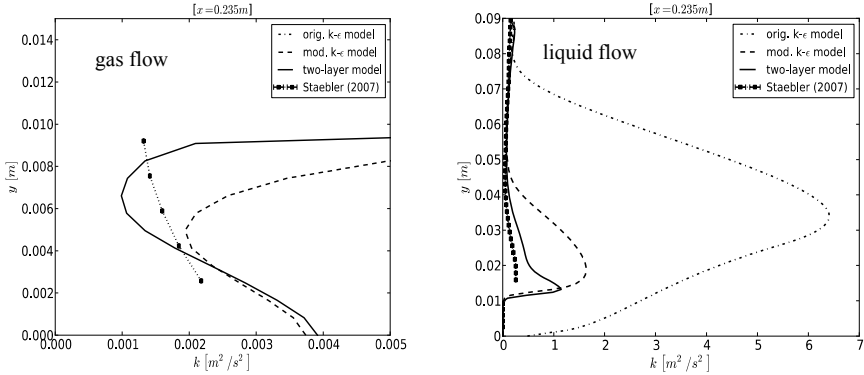 [x=0.235m]
gas flow
orig. k-ϵ model
mod. k-ϵ model
two-layer model
Staebler (2007)
y [m]
0.014
0.012
0.010
0.008
0.006
0.004
0.002
0.000
0.000 0.001 0.002 0.003 0.004 0.005
k [m²/s²]
[x=0.235m]
liquid flow
orig. k-ϵ model
mod. k-ϵ model
two-layer model
Staebler (2007)
y [m]
0.09
0.08
0.07
0.06
0.05
0.04
0.03
0.02
0.01
0.00
0 1 2 3 4 5 6 7
k [m²/s²]